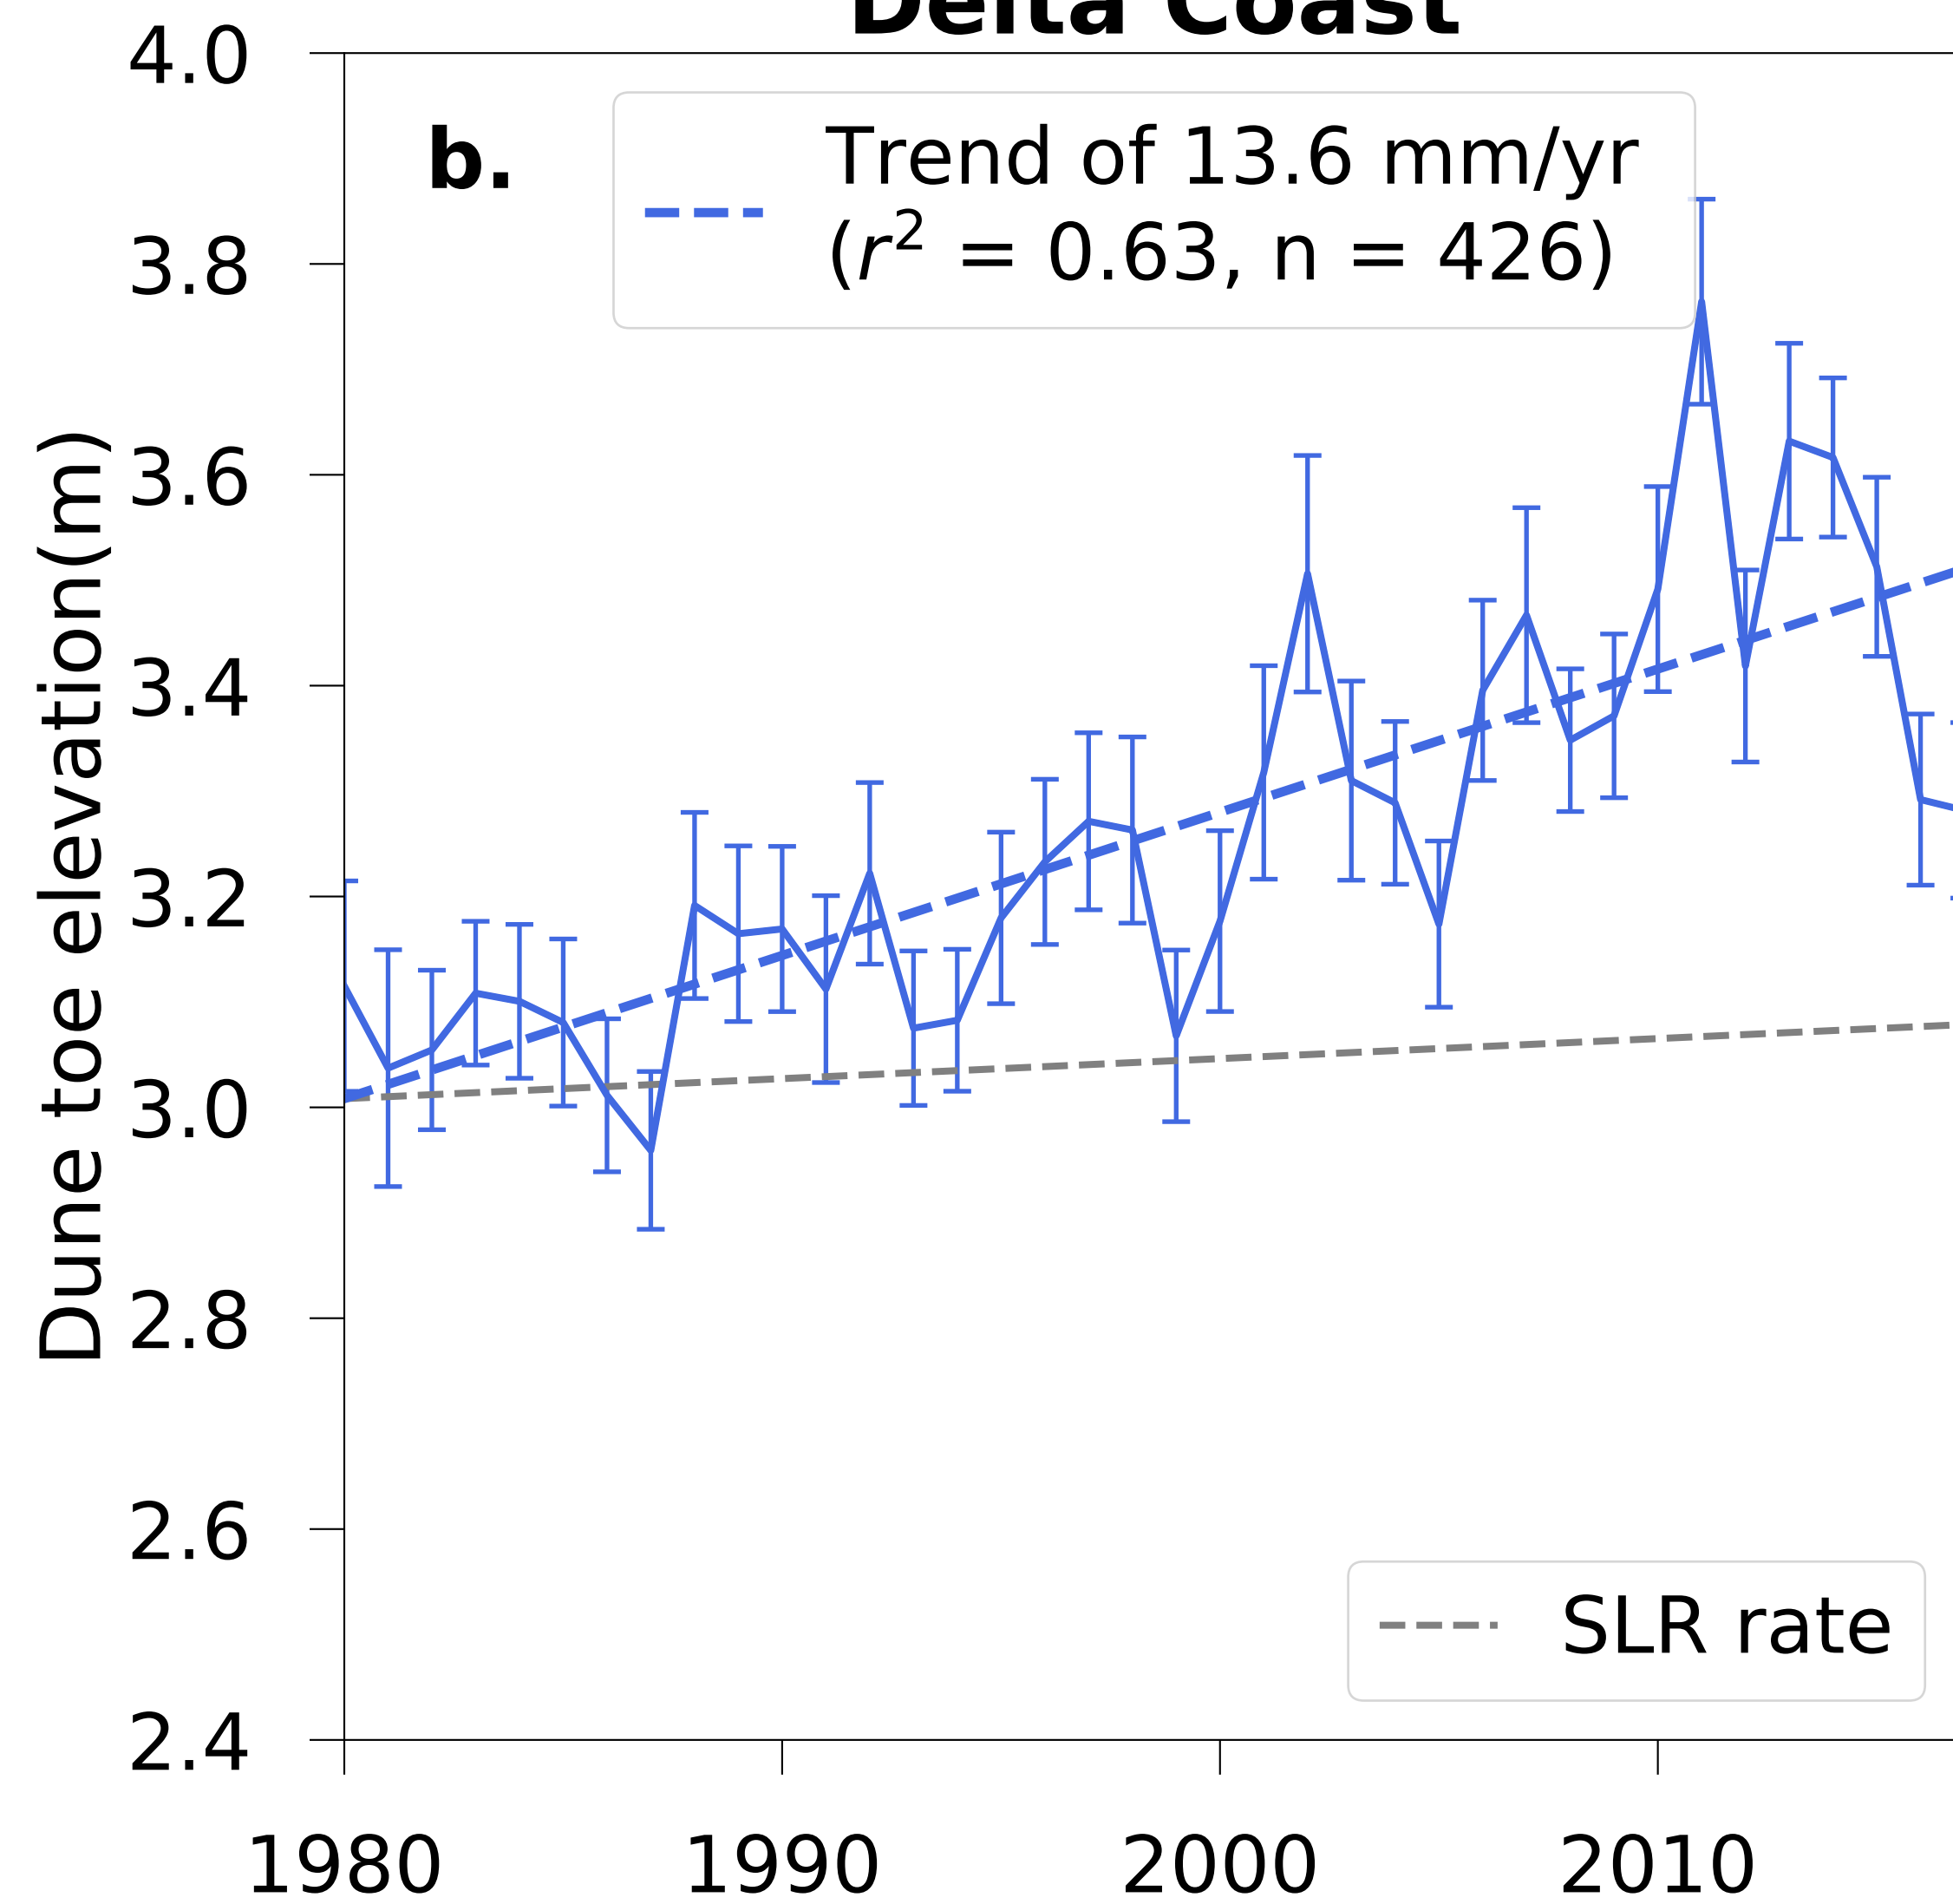 Delta Coast
b.
Trend of 13.6 mm/yr
(r² = 0.63, n = 426)
Dune toe elevation(m)
4.0
3.8
3.6
3.4
3.2
3.0
2.8
2.6
2.4
SLR rate
1980
1990
2000
2010